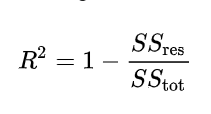 R² = 1 − SS_res / SS_tot